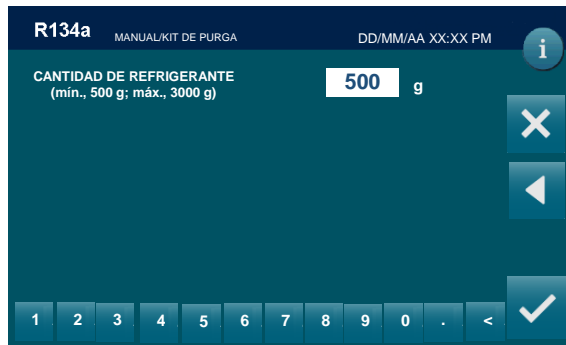 R134a MANUAL/KIT DE PURGA DD/MM/AA XX:XX PM
i
CANTIDAD DE REFRIGERANTE 500 g
(mín., 500 g; máx., 3000 g)
1 2 3 4 5 6 7 8 9 0 . <